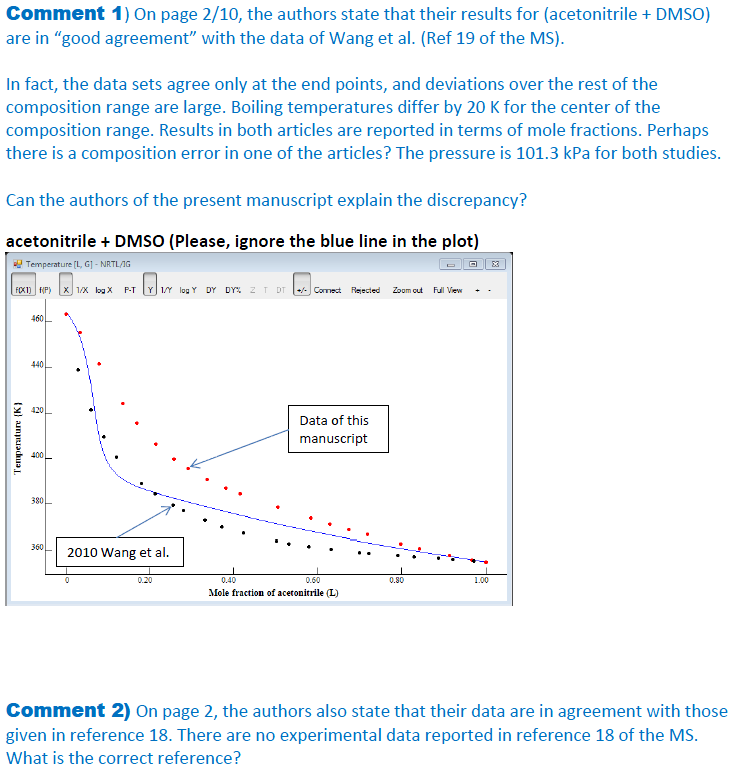 Comment 1) On page 2/10, the authors state that their results for (acetonitrile + DMSO)
are in “good agreement” with the data of Wang et al. (Ref 19 of the MS).
In fact, the data sets agree only at the end points, and deviations over the rest of the
composition range are large. Boiling temperatures differ by 20 K for the center of the
composition range. Results in both articles are reported in terms of mole fractions. Perhaps
there is a composition error in one of the articles? The pressure is 101.3 kPa for both studies.
Can the authors of the present manuscript explain the discrepancy?
acetonitrile + DMSO (Please, ignore the blue line in the plot)
Temperature [L, G] - NRTL/IG
f(X1) f(P) X 1/X log X P-T Y 1/Y log Y DY DY% Z T DT +/- Connect Rejected Zoom out Full View + -
460
440
420
400
380
360
Temperature [K]
Data of this
manuscript
2010 Wang et al.
0 0.20 0.40 0.60 0.80 1.00
Mole fraction of acetonitrile (L)
Comment 2) On page 2, the authors also state that their data are in agreement with those
given in reference 18. There are no experimental data reported in reference 18 of the MS.
What is the correct reference?